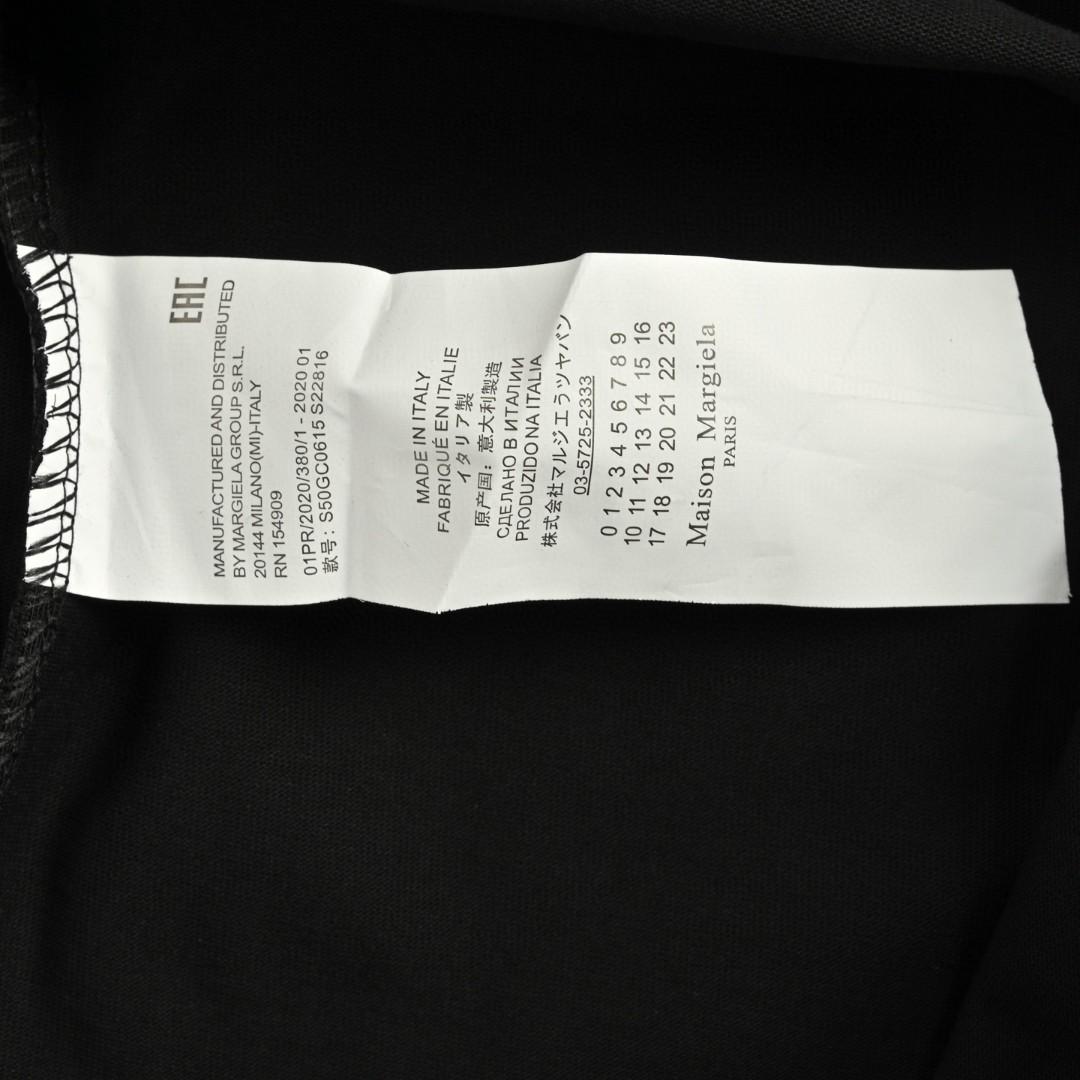 EAC
MANUFACTURED AND DISTRIBUTED
BY MARGIELA GROUP S.R.L.
20144 MILANO(MI)-ITALY
RN 154909
01PR/2020/380/1 - 2020 01
款号: S50GC0615 S22816
MADE IN ITALY
FABRIQUÉ EN ITALIE
イタリア製
原产国: 意大利製造
СДЕЛАНО В ИТАЛИИ
PRODUZIDO NA ITALIA
株式会社マルジエラッヤパン
03-5725-2333
0 1 2 3 4 5 6 7 8 9
10 11 12 13 14 15 16
17 18 19 20 21 22 23
Maison Margiela
PARIS